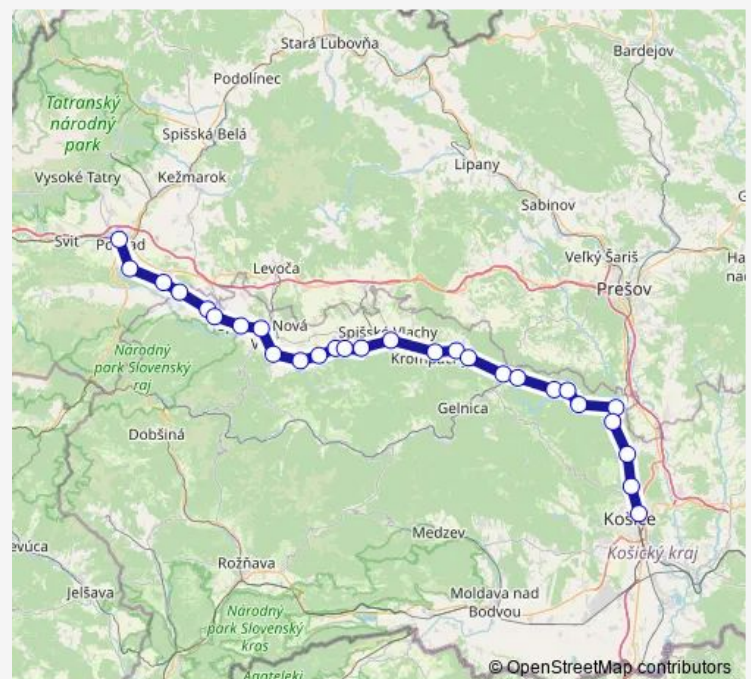 Stará Ľubovňa
Bardejov
Podolínec
Tatranský
národný
park
Spišská Belá
Lipany
Vysoké Tatry
Kežmarok
Sabinov
Svit
Levoča
Veľký Šariš
Prešov
Nová
Spišské Vlachy
Národný
park Slovenský
raj
Gelnica
Dobšiná
Košice
Medzev
Košický kraj
Rožňava
Jelšava
Moldava nad
Bodvou
Národný
park Slovenský
kras
© OpenStreetMap contributors